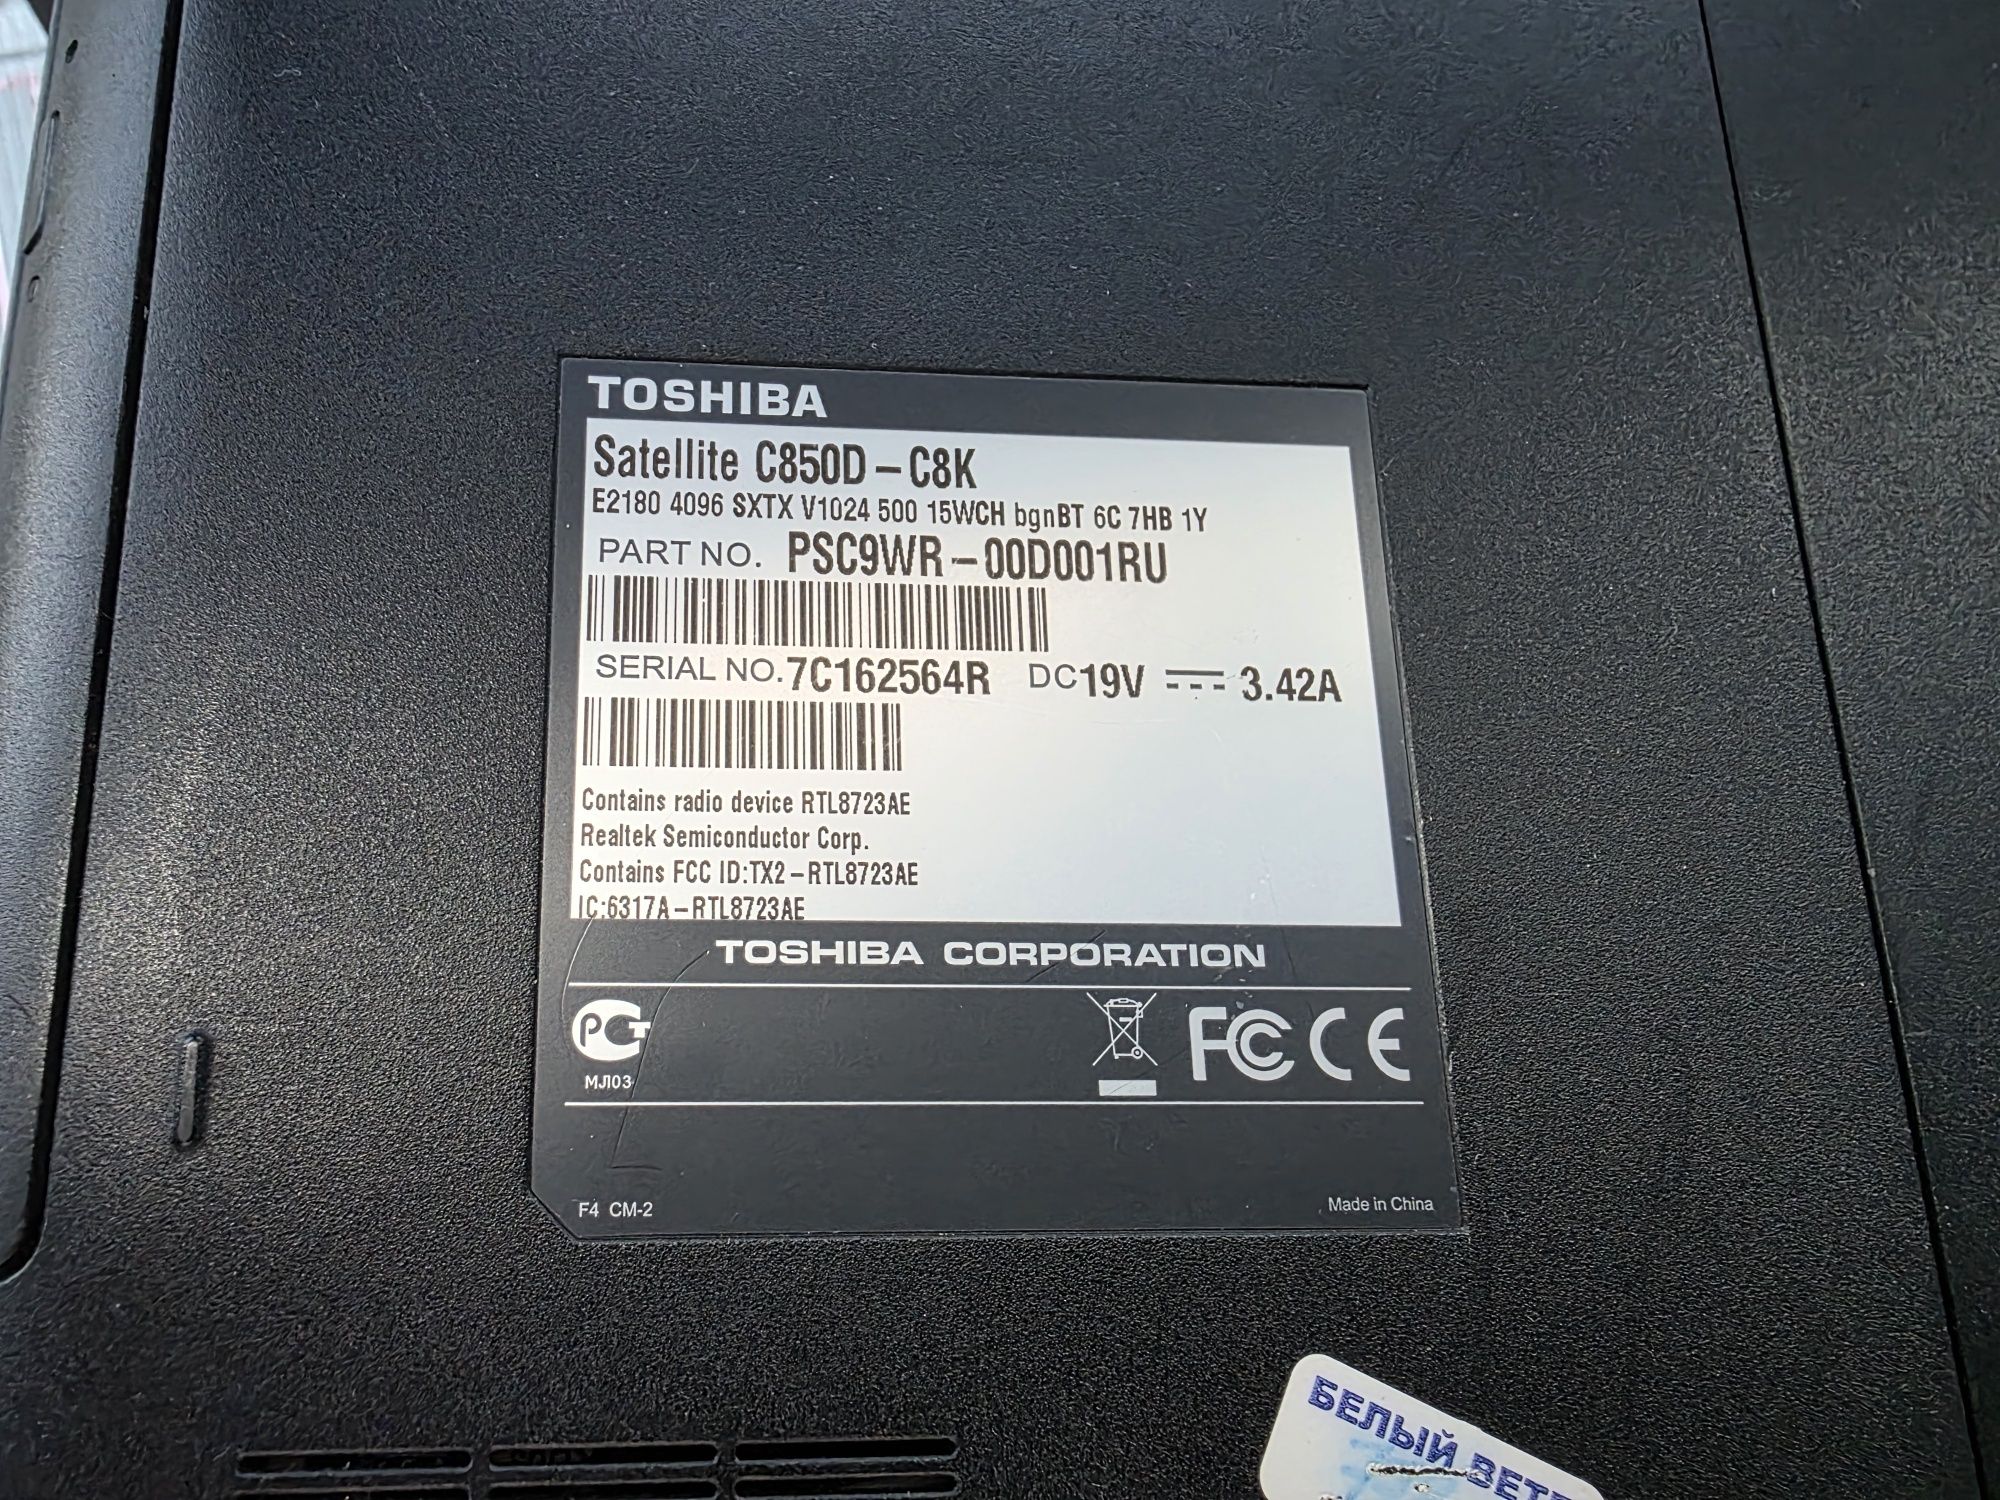 TOSHIBA
Satellite C850D-C8K
E2180 4096 SXTX V1024 500 15WCH bgnBT 6C 7HB 1Y
PART NO. PSC9WR-00D001RU
SERIAL NO. 7C162564R DC19V 3.42A
Contains radio device RTL8723AE
Realtek Semiconductor Corp.
Contains FCC ID:TX2-RTL8723AE
IC:6317A-RTL8723AE
TOSHIBA CORPORATION
РСТ FC CE
МЛ03
F4 CM-2
Made in China
БЕЛЫЙ